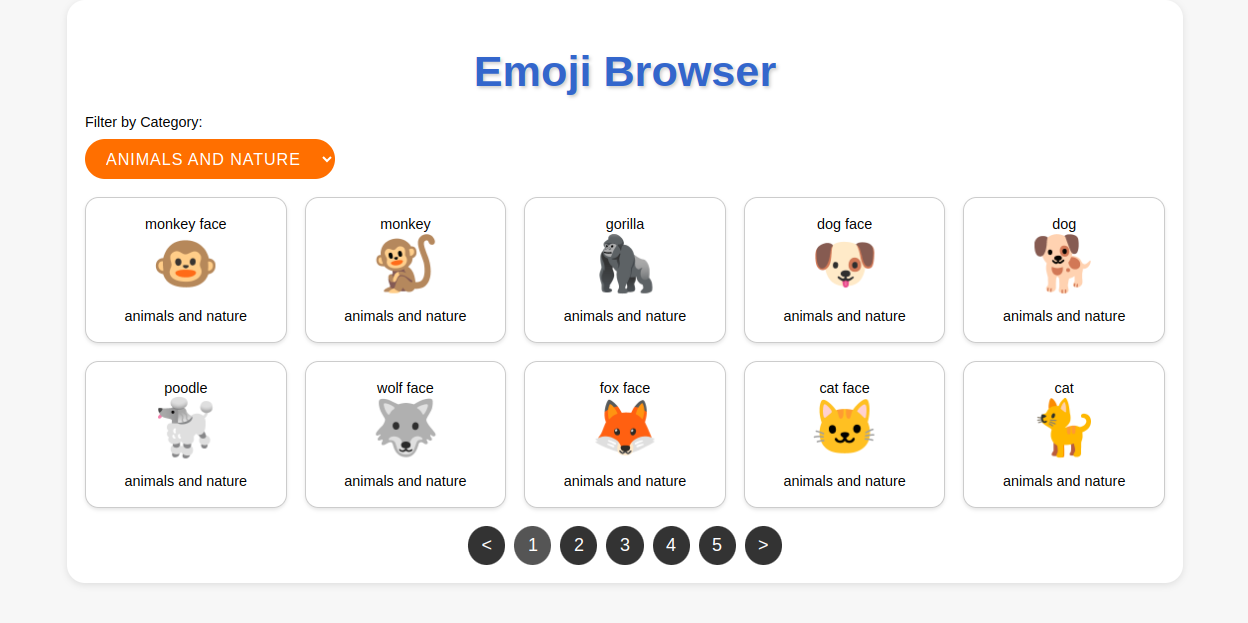 Emoji Browser
Filter by Category:
ANIMALS AND NATURE
monkey face
animals and nature
monkey
animals and nature
gorilla
animals and nature
dog face
animals and nature
dog
animals and nature
poodle
animals and nature
wolf face
animals and nature
fox face
animals and nature
cat face
animals and nature
cat
animals and nature
< 1 2 3 4 5 >